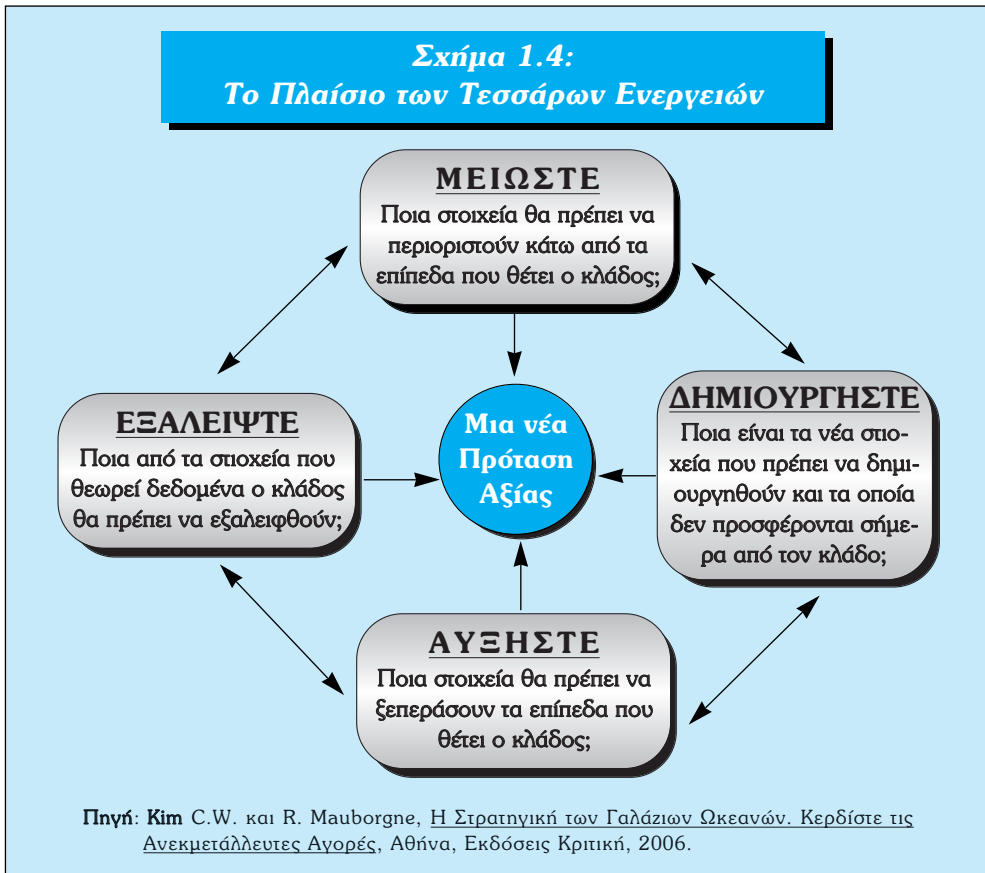 Σχήμα 1.4:
Το Πλαίσιο των Τεσσάρων Ενεργειών
ΜΕΙΩΣΤΕ
Ποια στοιχεία θα πρέπει να
περιοριστούν κάτω από τα
επίπεδα που θέτει ο κλάδος;
ΕΞΑΛΕΙΨΤΕ
Ποια από τα στιοχεία που
θεωρεί δεδομένα ο κλάδος
θα πρέπει να εξαλειφθούν;
Μια νέα
Πρόταση
Αξίας
ΔΗΜΙΟΥΡΓΗΣΤΕ
Ποια είναι τα νέα στιο-
χεία που πρέπει να δημι-
ουργηθούν και τα οποία
δεν προσφέρονται σήμε-
ρα από τον κλάδο;
ΑΥΞΗΣΤΕ
Ποια στοιχεία θα πρέπει να
ξεπεράσουν τα επίπεδα που
θέτει ο κλάδος;
Πηγή: Kim C.W. και R. Mauborgne, Η Στρατηγική των Γαλάζιων Ωκεανών. Κερδίστε τις
Ανεκμετάλλευτες Αγορές, Αθήνα, Εκδόσεις Κριτική, 2006.